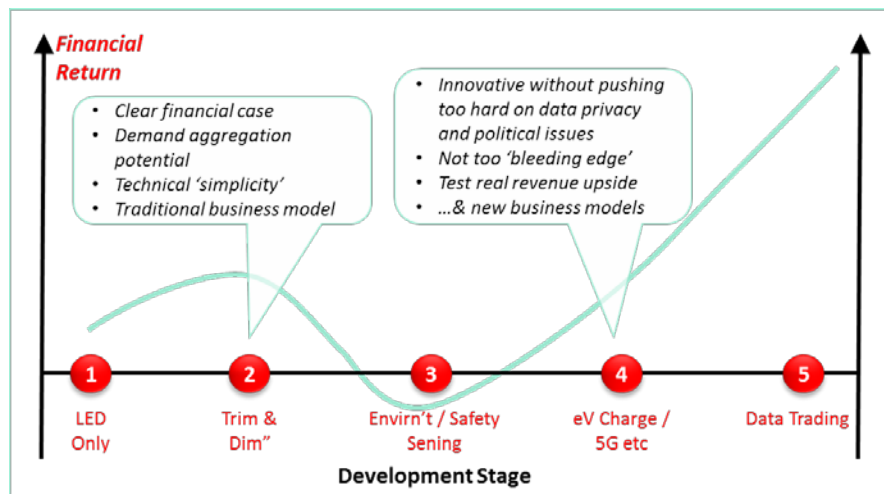 Financial
Return
• Clear financial case
• Demand aggregation
potential
• Technical ‘simplicity’
• Traditional business model
• Innovative without pushing
too hard on data privacy
and political issues
• Not too ‘bleeding edge’
• Test real revenue upside
• …& new business models
1
2
3
4
5
LED
Only
Trim &
Dim”
Envirn’t / Safety
Sening
eV Charge /
5G etc
Data Trading
Development Stage